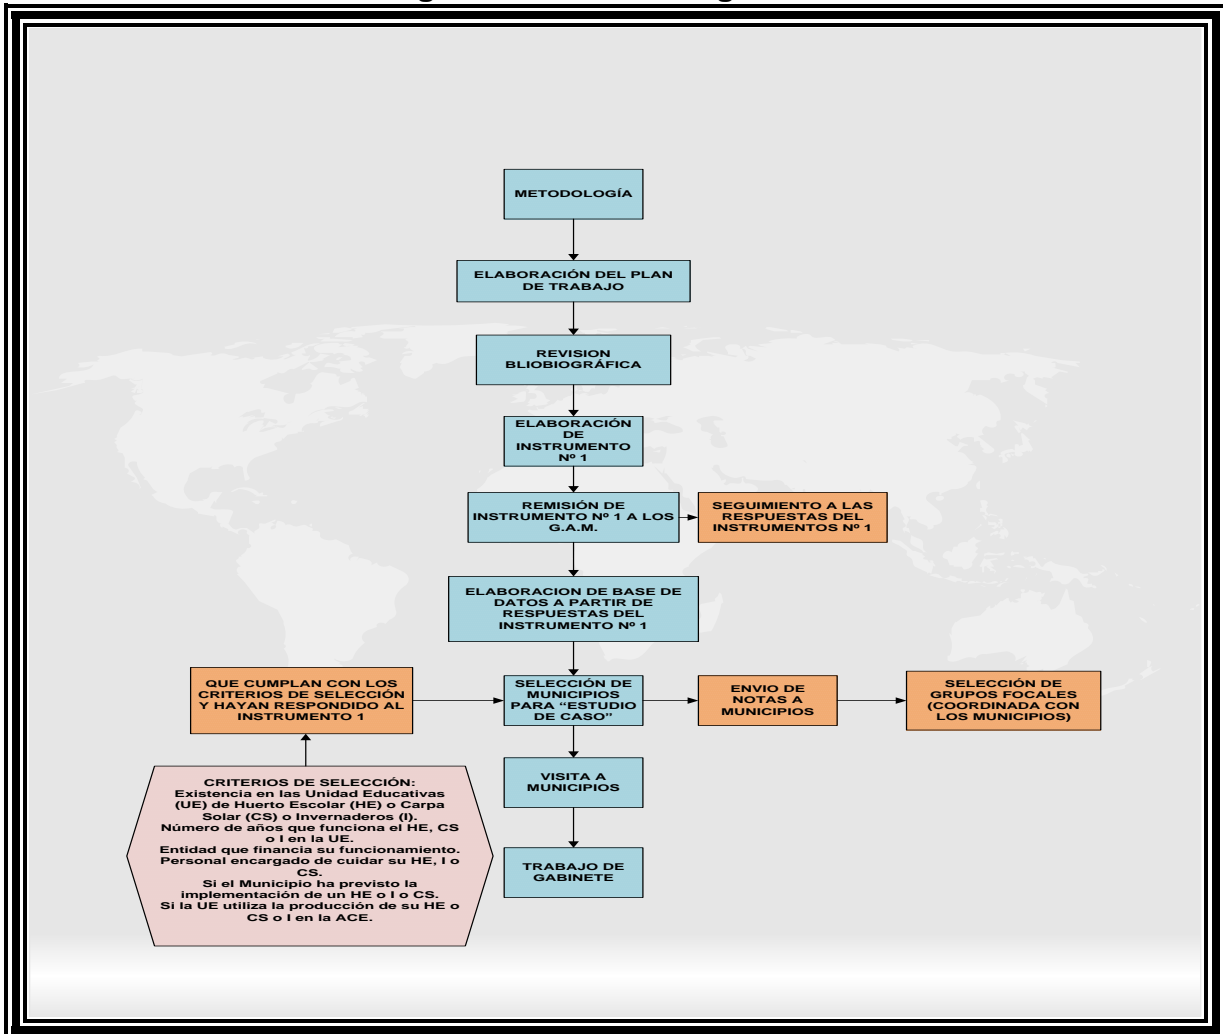 METODOLOGÍA
ELABORACIÓN DEL PLAN
DE TRABAJO
REVISION
BLIOBIOGRÁFICA
ELABORACIÓN
DE
INSTRUMENTO
Nº 1
REMISIÓN DE
INSTRUMENTO Nº 1 A LOS
G.A.M.
SEGUIMIENTO A LAS
RESPUESTAS DEL
INSTRUMENTOS Nº 1
ELABORACION DE BASE DE
DATOS A PARTIR DE
RESPUESTAS DEL
INSTRUMENTO Nº 1
QUE CUMPLAN CON LOS
CRITERIOS DE SELECCIÓN
Y HAYAN RESPONDIDO AL
INSTRUMENTO 1
SELECCIÓN DE
MUNICIPIOS
PARA “ESTUDIO
DE CASO”
ENVIO DE
NOTAS A
MUNICIPIOS
SELECCIÓN DE
GRUPOS FOCALES
(COORDINADA CON
LOS MUNICIPIOS)
CRITERIOS DE SELECCIÓN:
Existencia en las Unidad Educativas
(UE) de Huerto Escolar (HE) o Carpa
Solar (CS) o Invernaderos (I).
Número de años que funciona el HE, CS
o I en la UE.
Entidad que financia su funcionamiento.
Personal encargado de cuidar su HE, I o
CS.
Si el Municipio ha previsto la
implementación de un HE o I o CS.
Si la UE utiliza la producción de su HE o
CS o I en la ACE.
VISITA A
MUNICIPIOS
TRABAJO DE
GABINETE